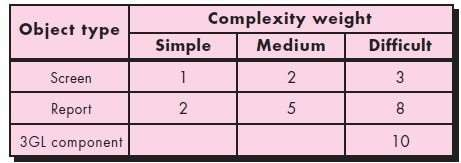 Object type
Complexity weight
Simple Medium Difficult
Screen 1 2 3
Report 2 5 8
3GL component 10